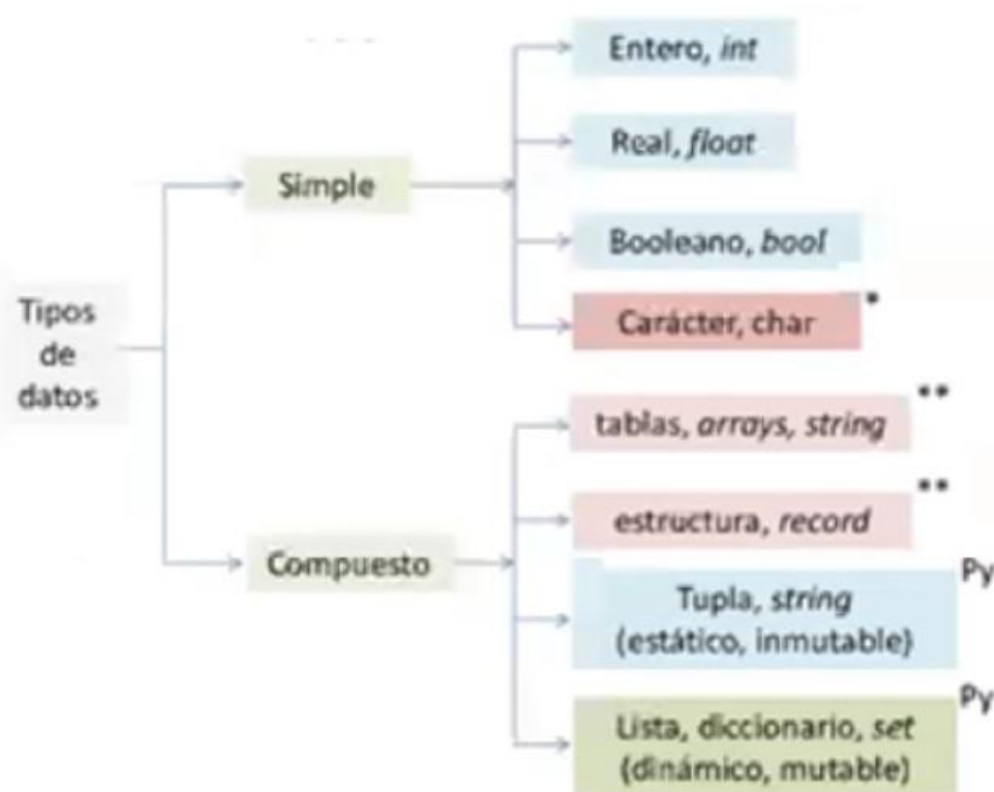 Tipos
de
datos
Simple
Entero, int
Real, float
Booleano, bool
Carácter, char *
Compuesto
tablas, arrays, string **
estructura, record **
Tupla, string
(estático, inmutable)
Py
Lista, diccionario, set
(dinámico, mutable)
Py